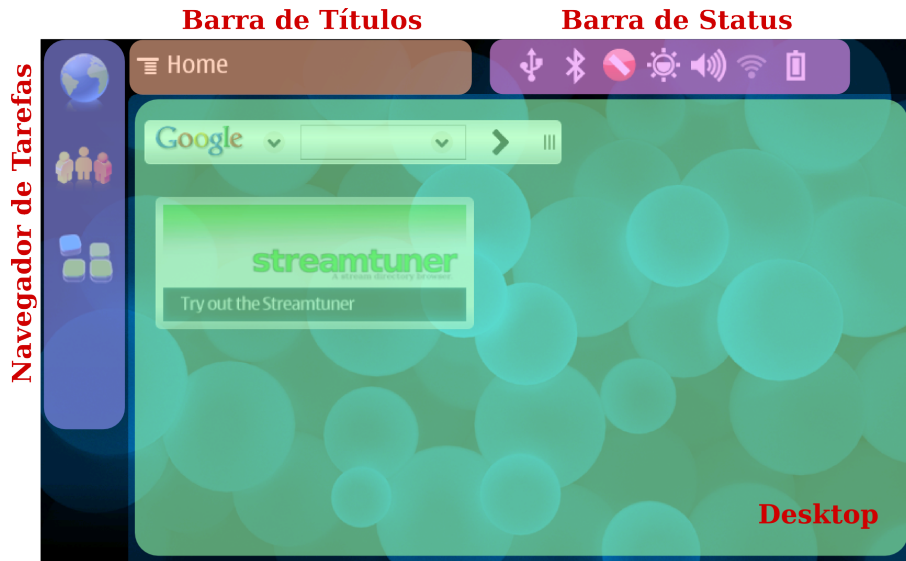 Barra de Títulos
Barra de Status
Navegador de Tarefas
Home
Google
streamtuner
A stream directory browser
Try out the Streamtuner
Desktop